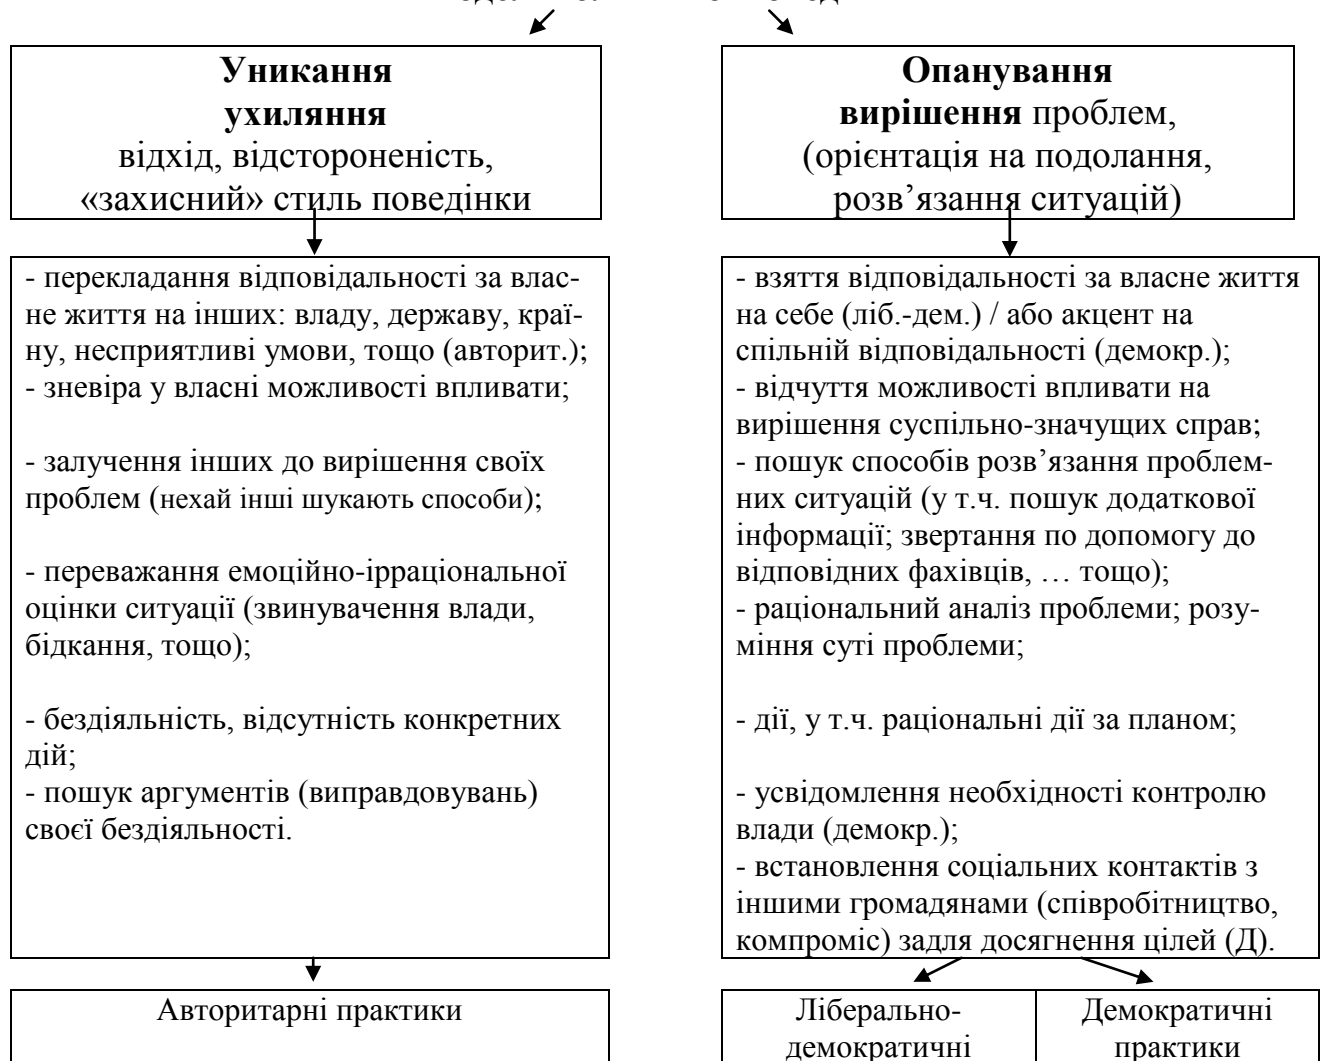 Уникання
ухиляння
відхід, відстороненість,
«захисний» стиль поведінки
Опанування
вирішення проблем,
(орієнтація на подолання,
розв’язання ситуацій)
- перекладання відповідальності за влас-
не життя на інших: владу, державу, краї-
ну, несприятливі умови, тощо (авторит.);
- зневіра у власні можливості впливати;
- залучення інших до вирішення своїх
проблем (нехай інші шукають способи);
- переважання емоційно-ірраціональної
оцінки ситуації (звинувачення влади,
бідкання, тощо);
- бездіяльність, відсутність конкретних
дій;
- пошук аргументів (виправдовувань)
своєї бездіяльності.
- взяття відповідальності за власне життя
на себе (ліб.-дем.) / або акцент на
спільній відповідальності (демокр.);
- відчуття можливості впливати на
вирішення суспільно-значущих справ;
- пошук способів розв’язання проблем-
них ситуацій (у т.ч. пошук додаткової
інформації; звертання по допомогу до
відповідних фахівців, … тощо);
- раціональний аналіз проблеми; розу-
міння суті проблеми;
- дії, у т.ч. раціональні дії за планом;
- усвідомлення необхідності контролю
влади (демокр.);
- встановлення соціальних контактів з
іншими громадянами (співробітництво,
компроміс) задля досягнення цілей (Д).
Авторитарні практики
Ліберально-
демократичні
Демократичні
практики